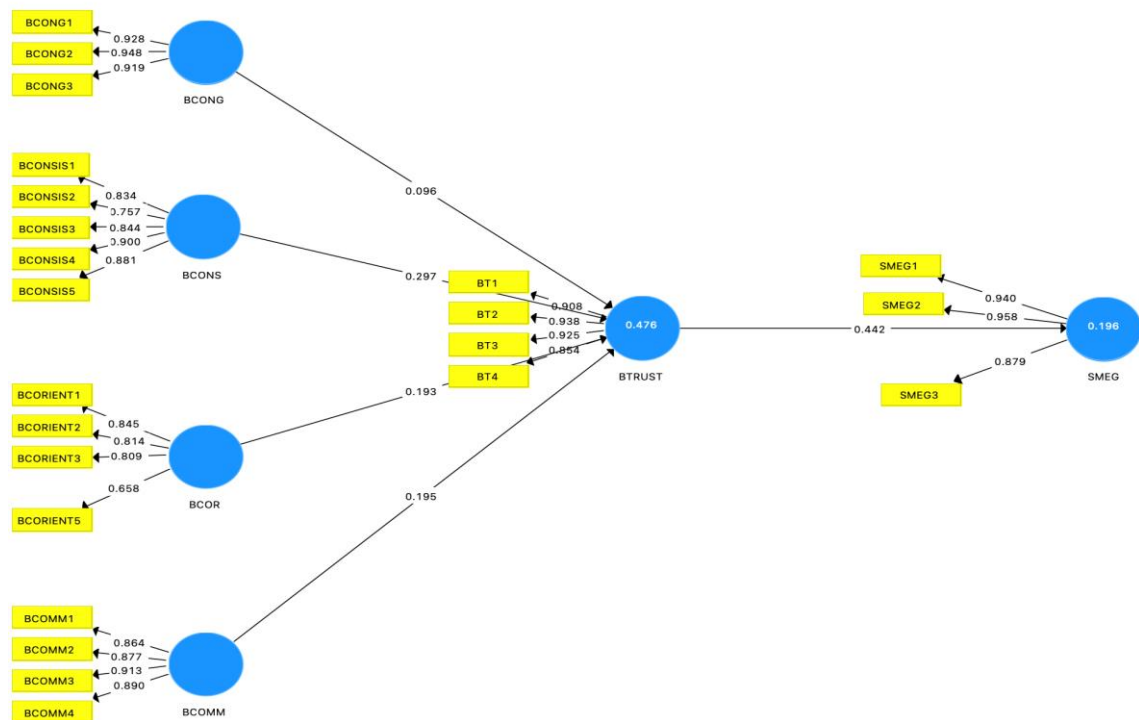 BCONG1
BCONG2
BCONG3
0.928
0.948
0.919
BCONG
BCONSIS1
BCONSIS2
BCONSIS3
BCONSIS4
BCONSIS5
0.834
0.757
0.844
0.900
0.881
BCONS
BCORIENT1
BCORIENT2
BCORIENT3
BCORIENT5
0.845
0.814
0.809
0.658
BCOR
BCOMM1
BCOMM2
BCOMM3
BCOMM4
0.864
0.877
0.913
0.890
BCOMM
0.096
0.297
0.193
0.195
BT1
BT2
BT3
BT4
0.908
0.938
0.925
0.854
0.476
BTRUST
0.442
SMEG1
SMEG2
SMEG3
0.940
0.958
0.879
0.196
SMEG